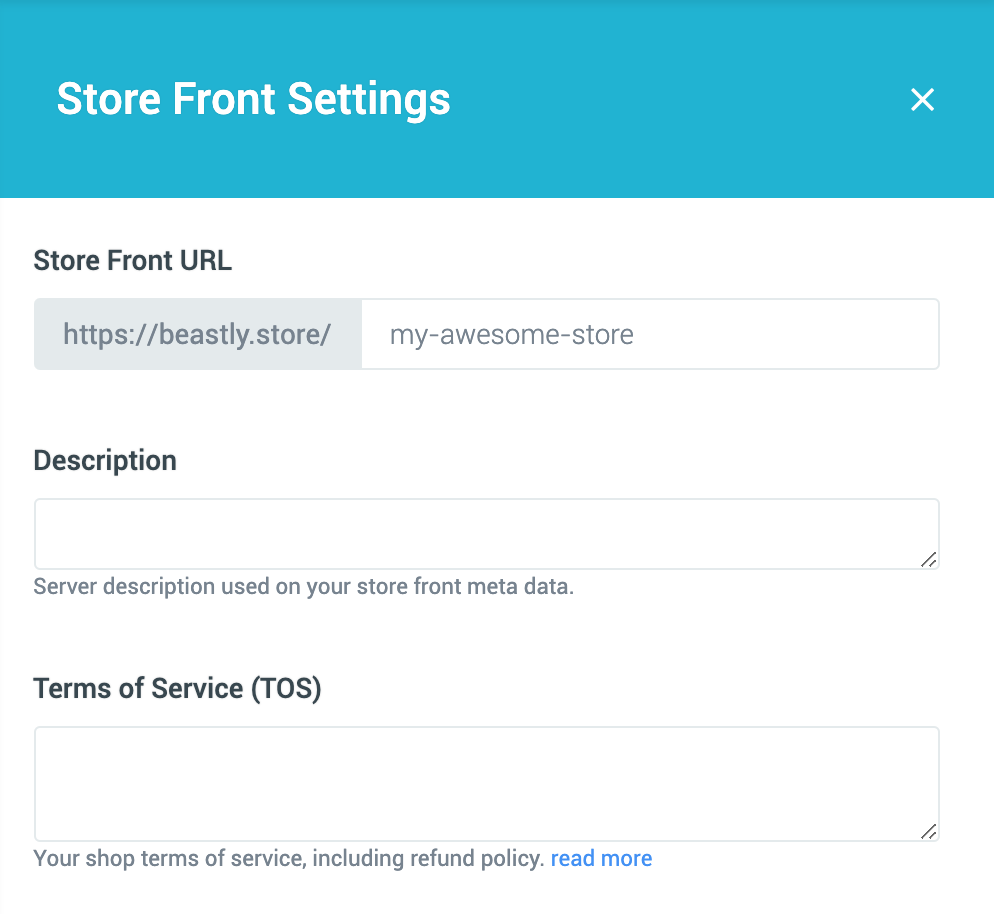 Store Front Settings
Store Front URL
https://beastly.store/ my-awesome-store
Description
Server description used on your store front meta data.
Terms of Service (TOS)
Your shop terms of service, including refund policy. read more